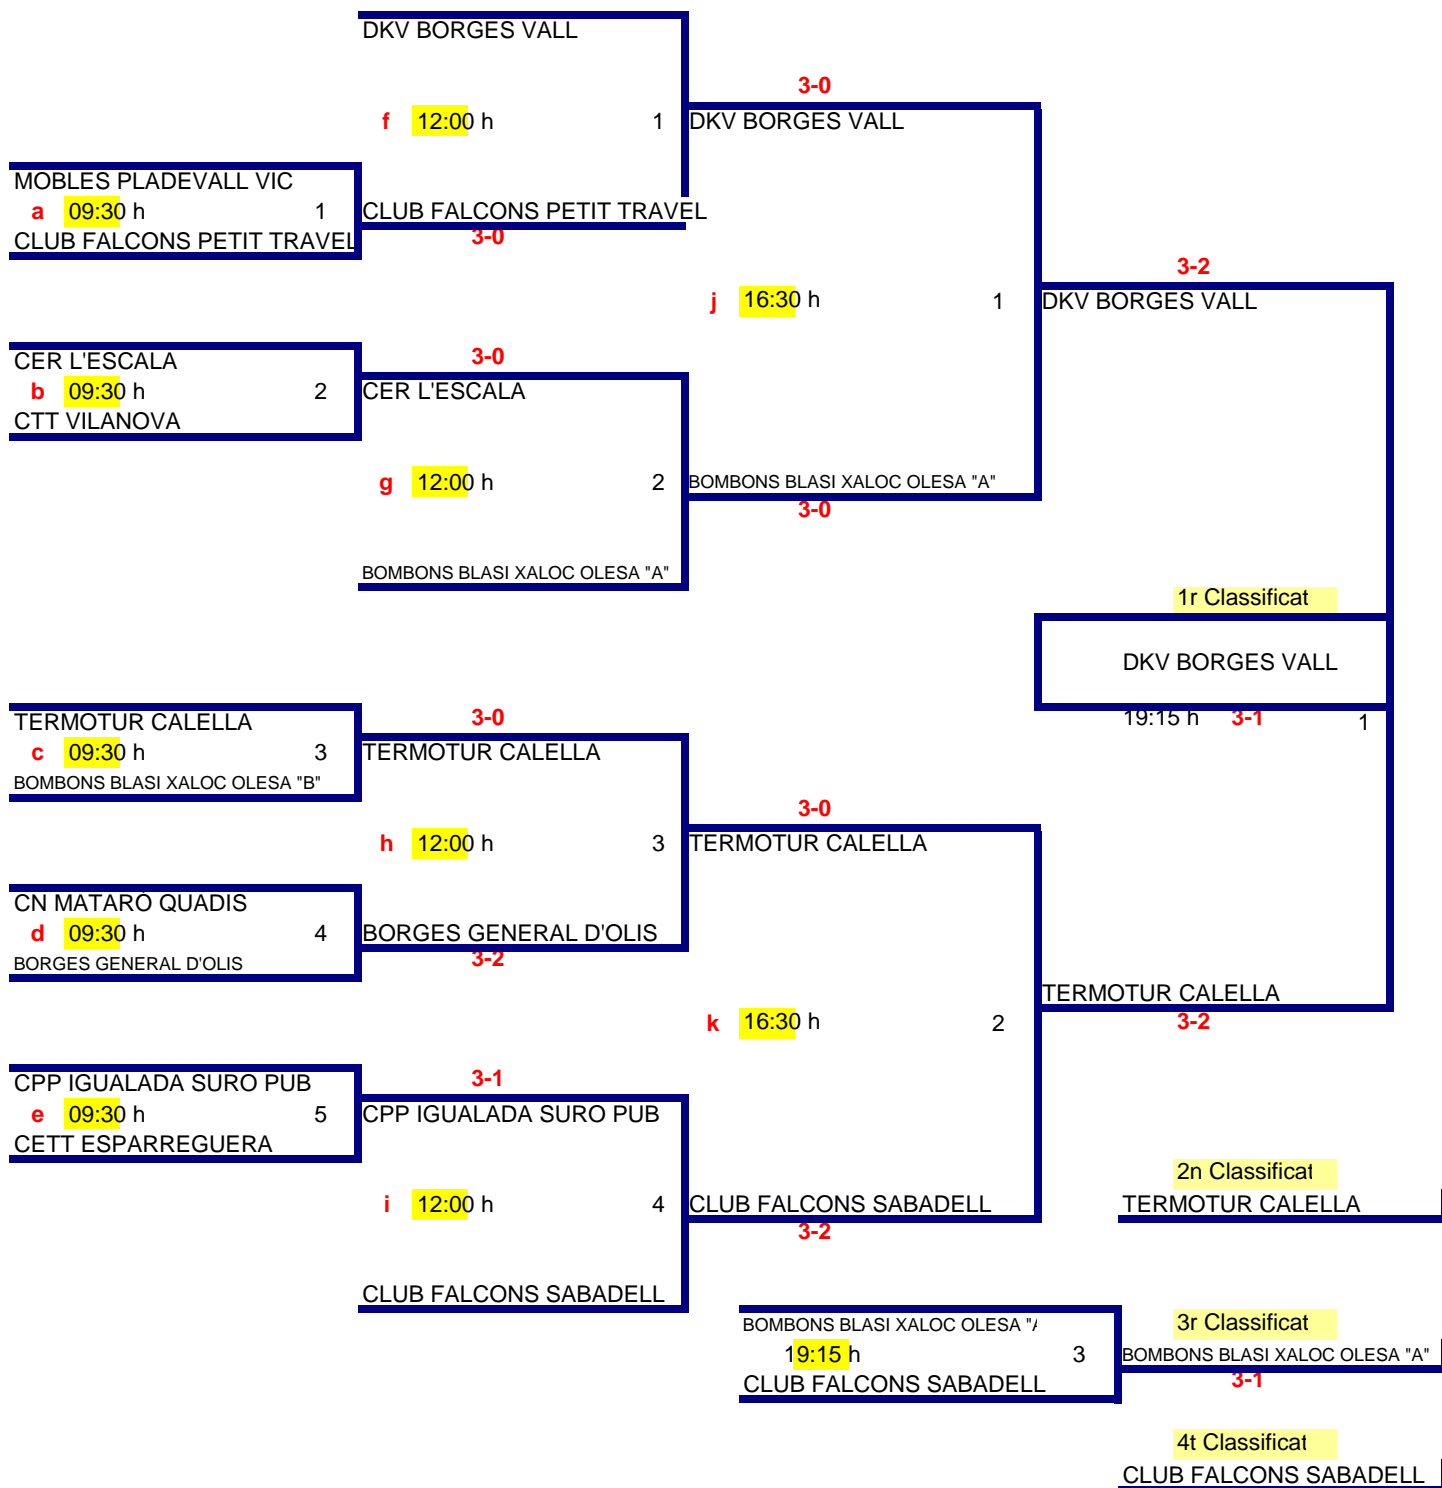 DKV BORGES VALL
3-0
f 12:00 h 1 DKV BORGES VALL
MOBLES PLADEVALL VIC
a 09:30 h 1 CLUB FALCONS PETIT TRAVEL
CLUB FALCONS PETIT TRAVEL 3-0
3-2
j 16:30 h 1 DKV BORGES VALL
CER L'ESCALA 3-0
b 09:30 h 2 CER L'ESCALA
CTT VILANOVA
g 12:00 h 2 BOMBONS BLASI XALOC OLESA "A"
3-0
BOMBONS BLASI XALOC OLESA "A"
1r Classificat
DKV BORGES VALL
19:15 h 3-1 1
TERMOTUR CALELLA 3-0
c 09:30 h 3 TERMOTUR CALELLA
BOMBONS BLASI XALOC OLESA "B"
3-0
h 12:00 h 3 TERMOTUR CALELLA
CN MATARÓ QUADIS
d 09:30 h 4 BORGES GENERAL D'OLIS
BORGES GENERAL D'OLIS 3-2
TERMOTUR CALELLA
k 16:30 h 2 3-2
CPP IGUALADA SURO PUB 3-1
e 09:30 h 5 CPP IGUALADA SURO PUB
CETT ESPARREGUERA
2n Classificat
i 12:00 h 4 CLUB FALCONS SABADELL TERMOTUR CALELLA
3-2
CLUB FALCONS SABADELL
BOMBONS BLASI XALOC OLESA "A 3r Classificat
19:15 h 3 BOMBONS BLASI XALOC OLESA "A"
CLUB FALCONS SABADELL 3-1
4t Classificat
CLUB FALCONS SABADELL